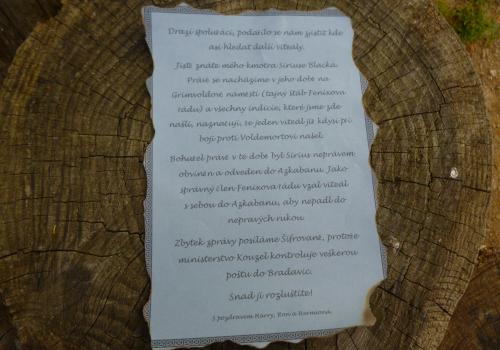 Drazí spolužáci, podařilo se nám zjistit kde
asi hledat další viteály.
Jistě znáte mého kmotra Siriuse Blacka.
Právě se nacházíme v jeho době na
Grimvoldově náměstí (tajný štáb Fenixova
řádu) a všechny indicie, které jsme zde
našli, naznačují, že jeden viteál již kdysi při
boji proti Voldemortovi našel.
Bohužel právě v té době byl Sirius neprávem
obviněn a odveden do Azkabanu. Jako
správný člen Fenixova řádu vzal viteál
s sebou do Azkabanu, aby nepadl do
nepravých rukou.
Zbytek zprávy posíláme šifrovaně, protože
ministerstvo Kouzel kontroluje veškerou
poštu do Bradavic.
Snad ji rozluštíte!
S pozdravem Harry, Ron a Hermiona